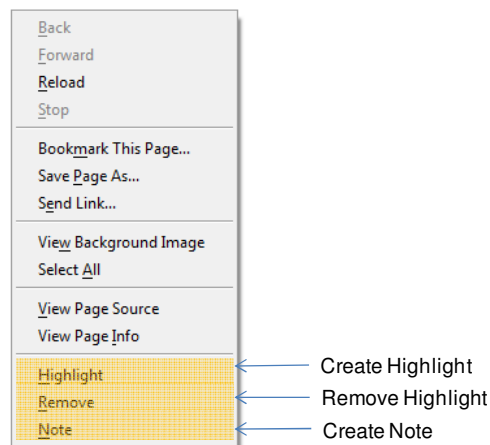 Back
Forward
Reload
Stop
Bookmark This Page...
Save Page As...
Send Link...
View Background Image
Select All
View Page Source
View Page Info
Highlight
Create Highlight
Remove
Remove Highlight
Note
Create Note